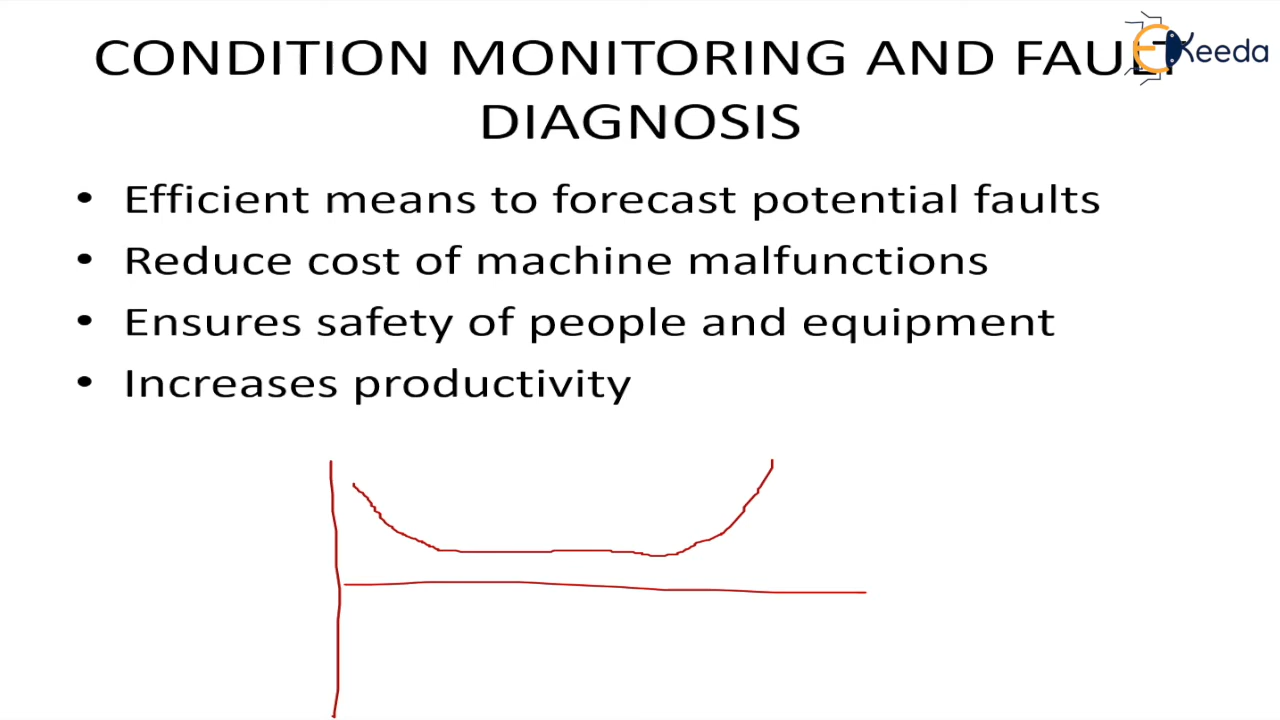 CONDITION MONITORING AND FAULT
DIAGNOSIS
Keeda
• Efficient means to forecast potential faults
• Reduce cost of machine malfunctions
• Ensures safety of people and equipment
• Increases productivity